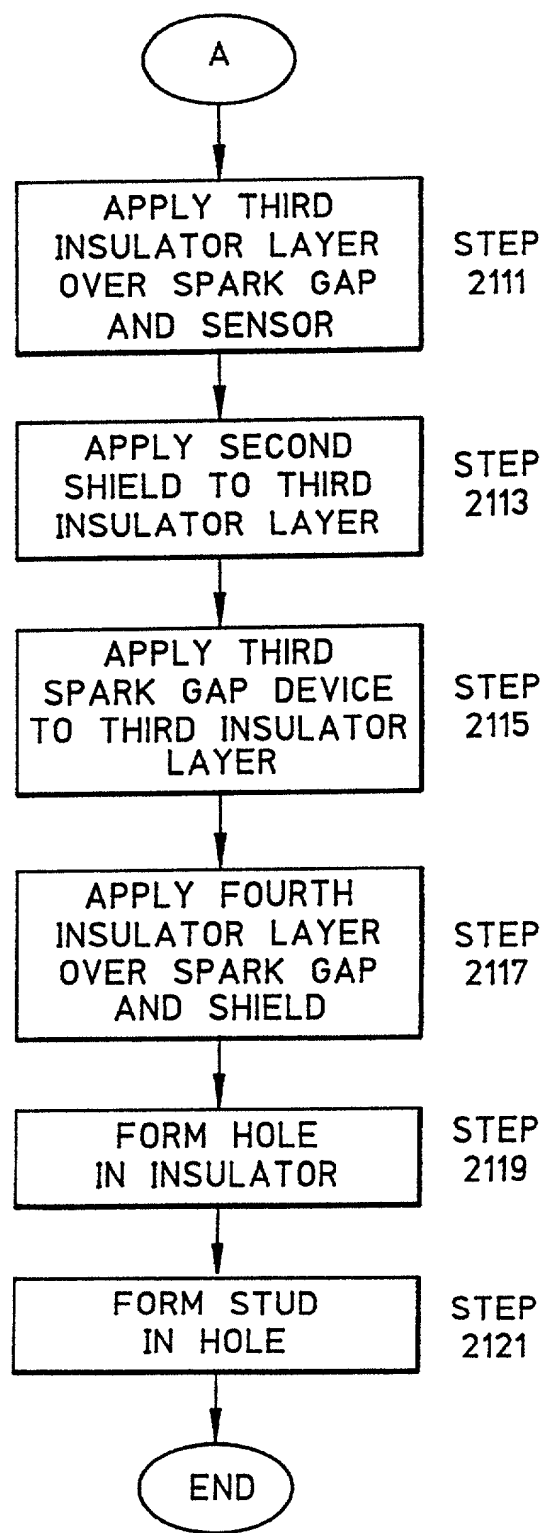 A
APPLY THIRD
INSULATOR LAYER
OVER SPARK GAP
AND SENSOR
STEP
2111
APPLY SECOND
SHIELD TO THIRD
INSULATOR LAYER
STEP
2113
APPLY THIRD
SPARK GAP DEVICE
TO THIRD INSULATOR
LAYER
STEP
2115
APPLY FOURTH
INSULATOR LAYER
OVER SPARK GAP
AND SHIELD
STEP
2117
FORM HOLE
IN INSULATOR
STEP
2119
FORM STUD
IN HOLE
STEP
2121
END